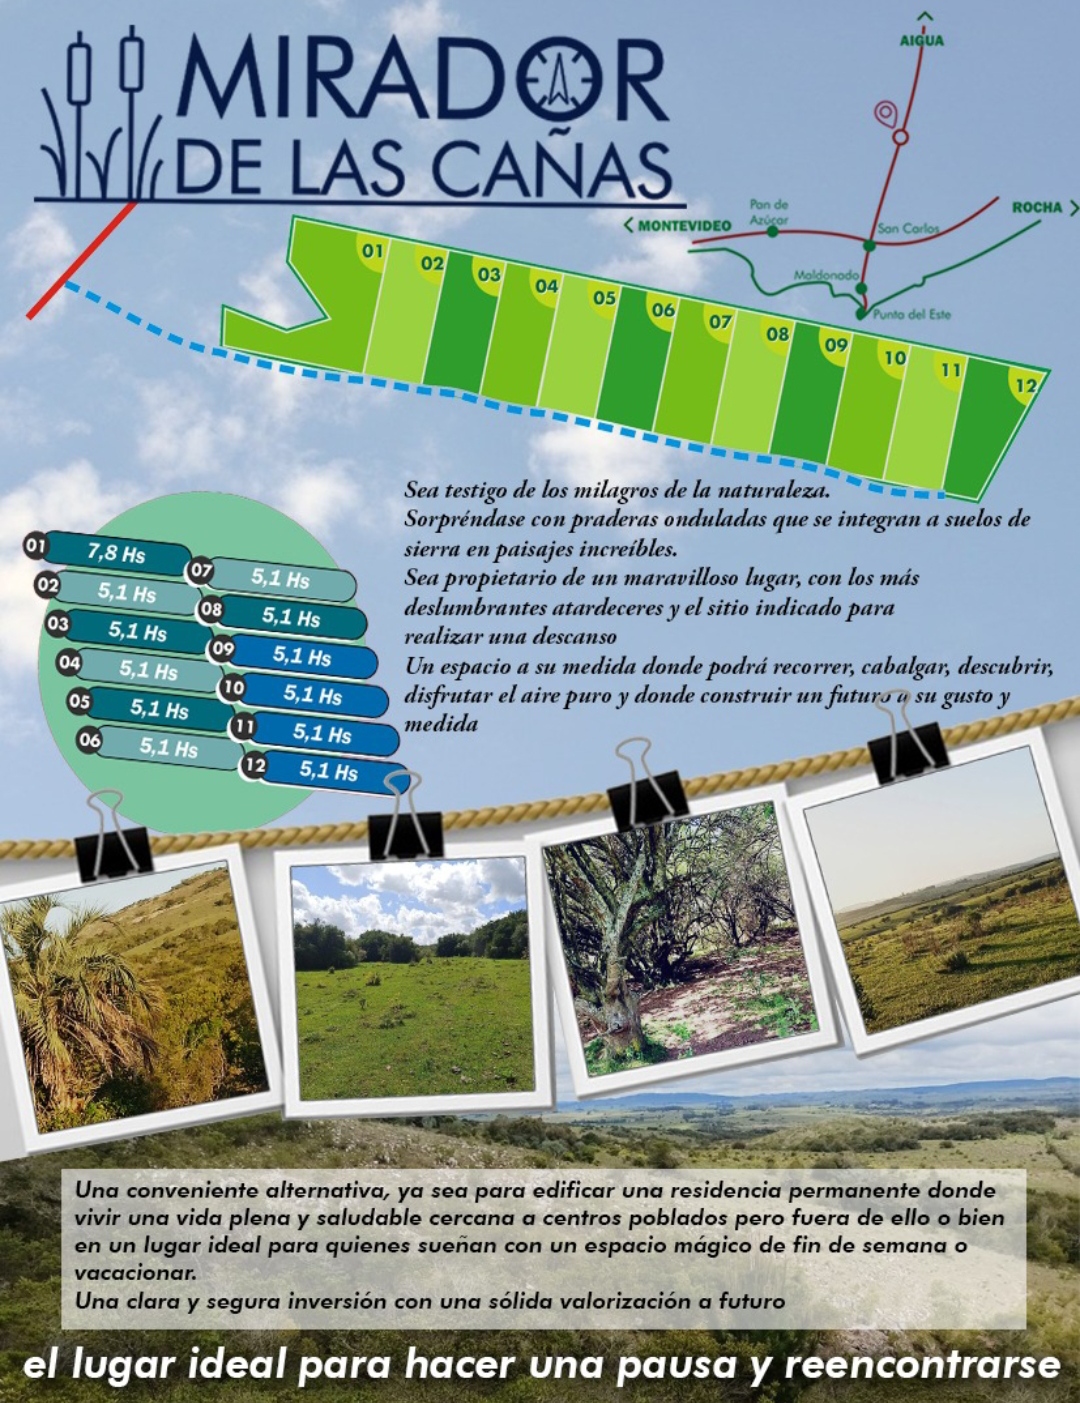 MIRADOR
DE LAS CAÑAS
AIGUA
Pan de
Azúcar
< MONTEVIDEO
ROCHA >
San Carlos
Maldonado
Punta del Este
01
02
03
04
05
06
07
08
09
10
11
12
Sea testigo de los milagros de la naturaleza.
Sorpréndase con praderas onduladas que se integran a suelos de
sierra en paisajes increíbles.
Sea propietario de un maravilloso lugar, con los más
deslumbrantes atardeceres y el sitio indicado para
realizar una descanso
Un espacio a su medida donde podrá recorrer, cabalgar, descubrir,
disfrutar el aire puro y donde construir un futuro a su gusto y
medida
01 7,8 Hs
02 5,1 Hs
03 5,1 Hs
04 5,1 Hs
05 5,1 Hs
06 5,1 Hs
07 5,1 Hs
08 5,1 Hs
09 5,1 Hs
10 5,1 Hs
11 5,1 Hs
12 5,1 Hs
Una conveniente alternativa, ya sea para edificar una residencia permanente donde
vivir una vida plena y saludable cercana a centros poblados pero fuera de ello o bien
en un lugar ideal para quienes sueñan con un espacio mágico de fin de semana o
vacacionar.
Una clara y segura inversión con una sólida valorización a futuro
el lugar ideal para hacer una pausa y reencontrarse